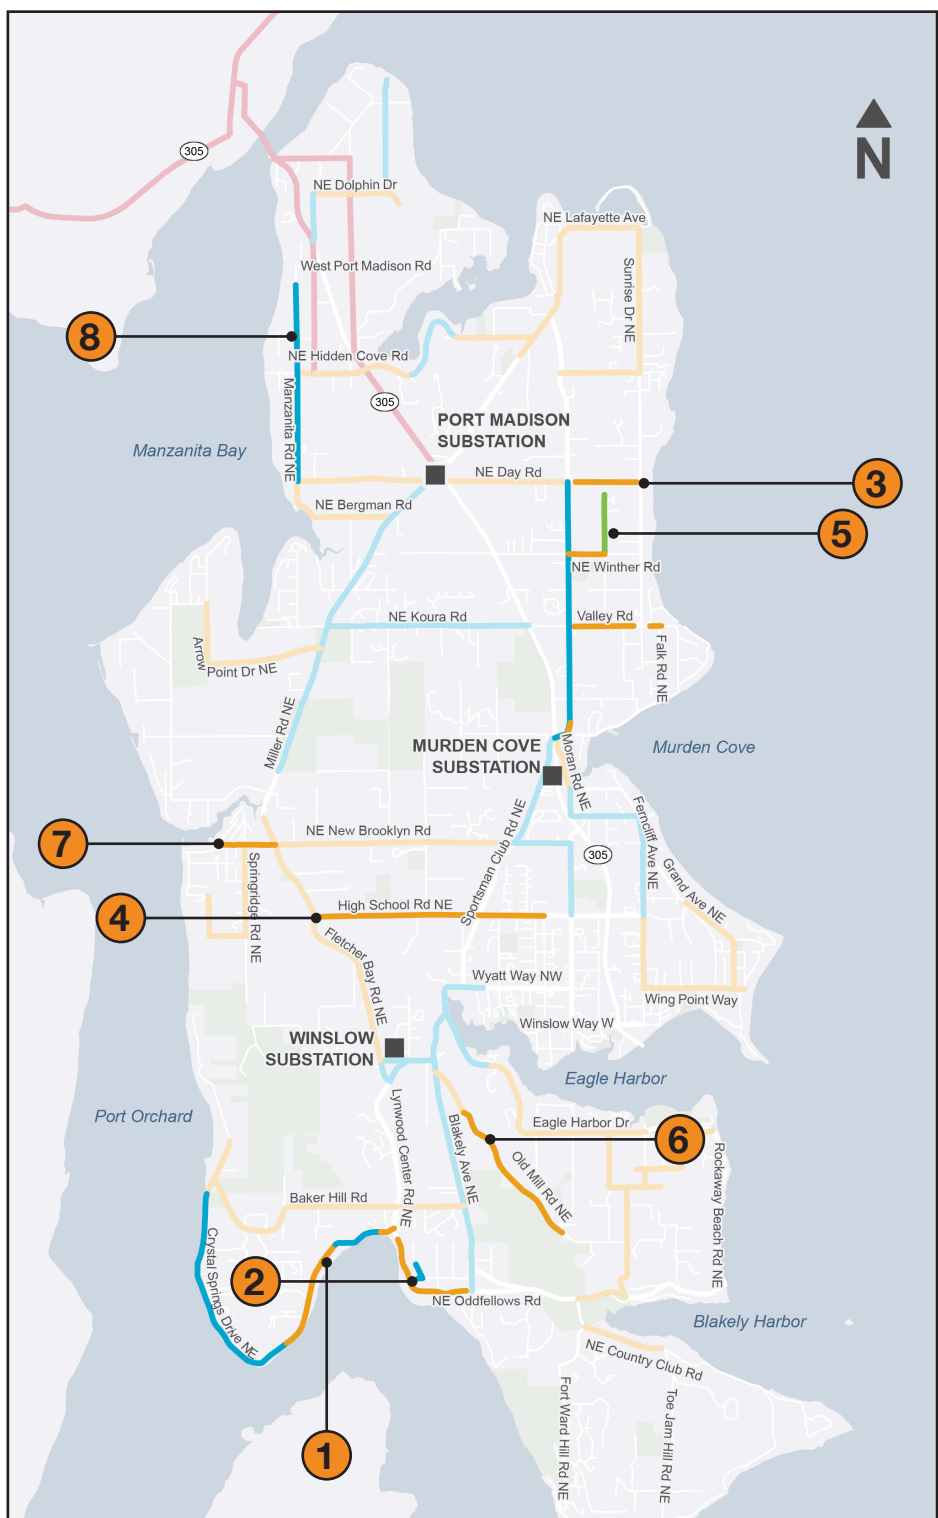 305
N
NE Dolphin Dr
NE Lafayette Ave
West Port Madison Rd
Sunrise Dr NE
8
NE Hidden Cove Rd
Manzanita Rd NE
305
PORT MADISON
SUBSTATION
Manzanita Bay
NE Day Rd
3
NE Bergman Rd
5
NE Winther Rd
NE Koura Rd
Valley Rd
Arrow
Point Dr NE
Falk Rd NE
Miller Rd NE
MURDEN COVE
SUBSTATION
Moran Rd NE
Murden Cove
7
NE New Brooklyn Rd
Sportsman Club Rd NE
305
Ferncliff Ave NE
Grand Ave NE
Springridge Rd NE
4
High School Rd NE
Fletcher Bay Rd NE
Wyatt Way NW
Wing Point Way
Winslow Way W
WINSLOW
SUBSTATION
Eagle Harbor
Port Orchard
Lynwood Center Rd NE
Blakely Ave NE
Eagle Harbor Dr
6
Old Mill Rd NE
Rockaway Beach Rd NE
Baker Hill Rd
Crystal Springs Drive NE
2
NE Oddfellows Rd
Blakely Harbor
NE Country Club Rd
Fort Ward Hill Rd NE
Toe Jam Hill Rd NE
1